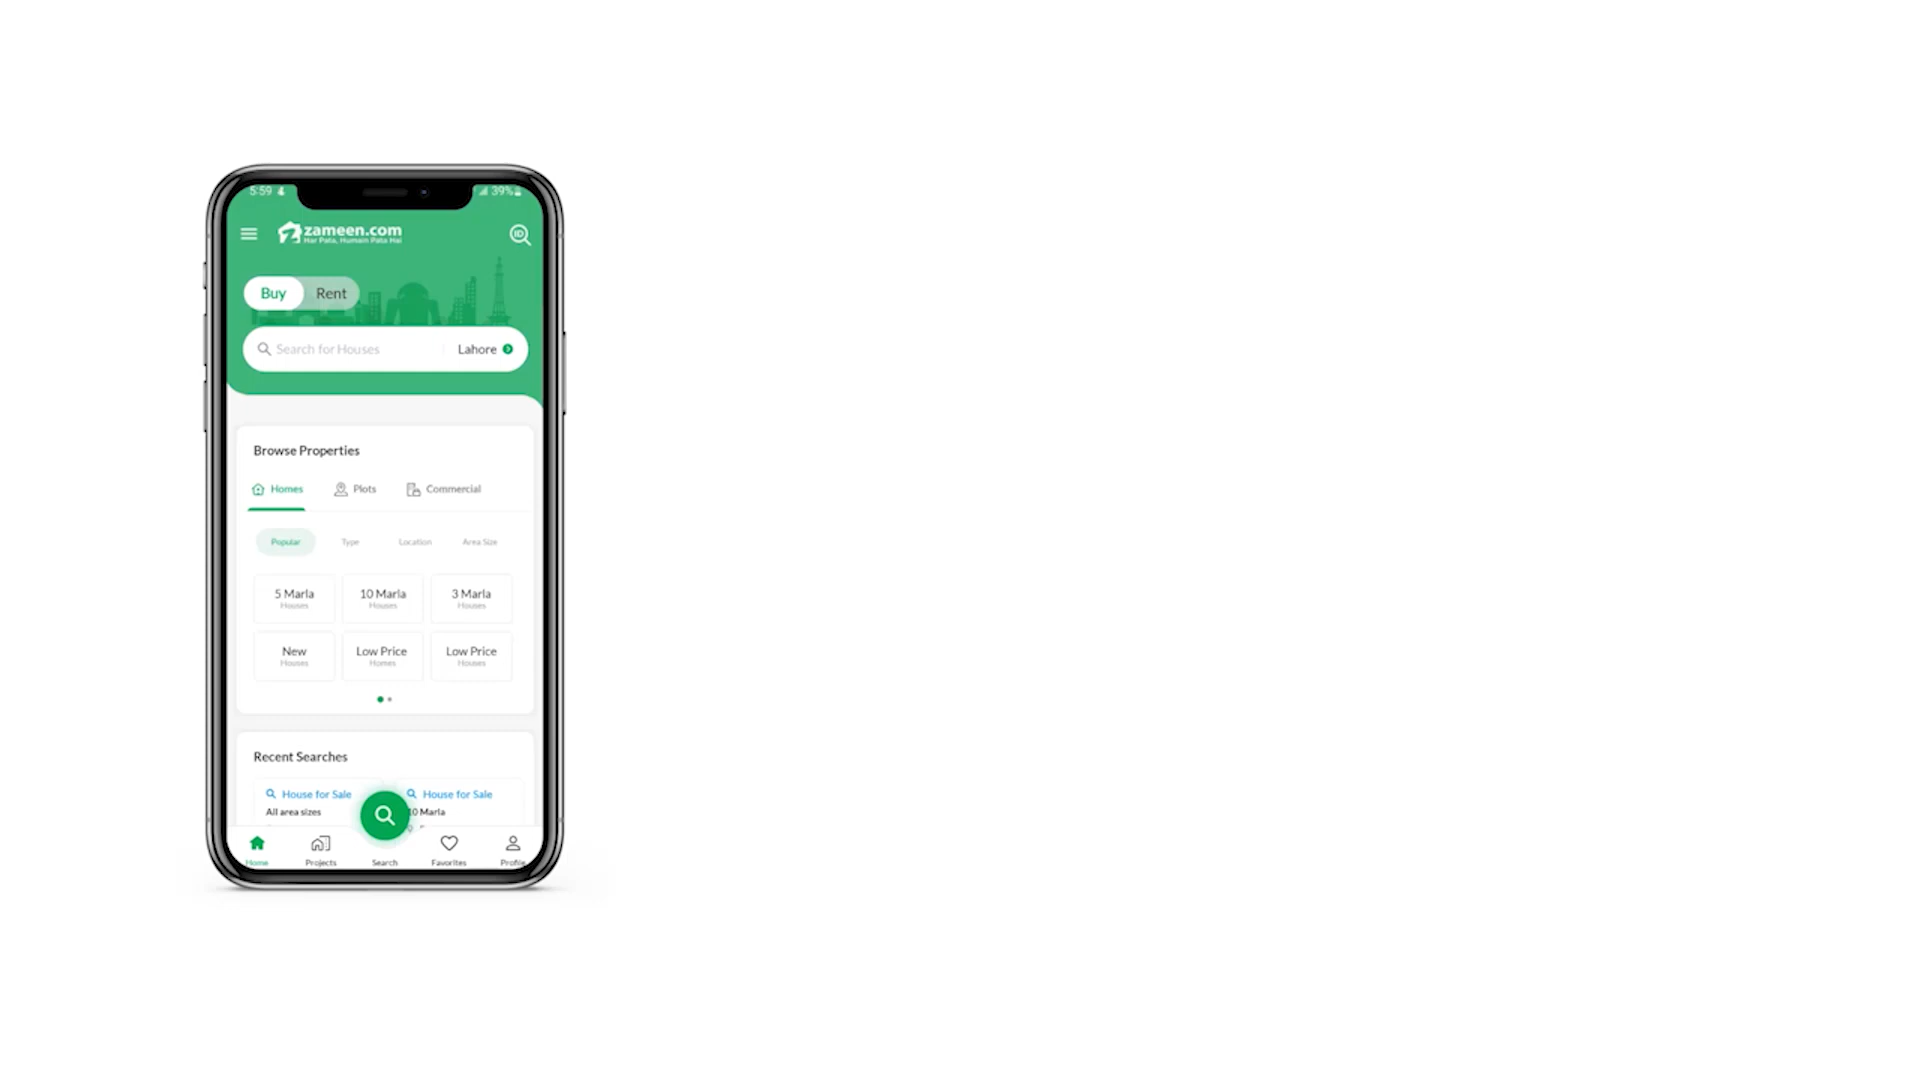 5:59 39%
zameen.com
Har Pata, Humain Pata Hai
ID
Buy Rent
Search for Houses Lahore
Browse Properties
Homes Plots Commercial
Popular Type Location Area Size
5 Marla 10 Marla 3 Marla
Houses Houses Houses
New Low Price Low Price
Houses Homes Houses
Recent Searches
House for Sale House for Sale
All area sizes 10 Marla
Home Projects Search Favorites Profile